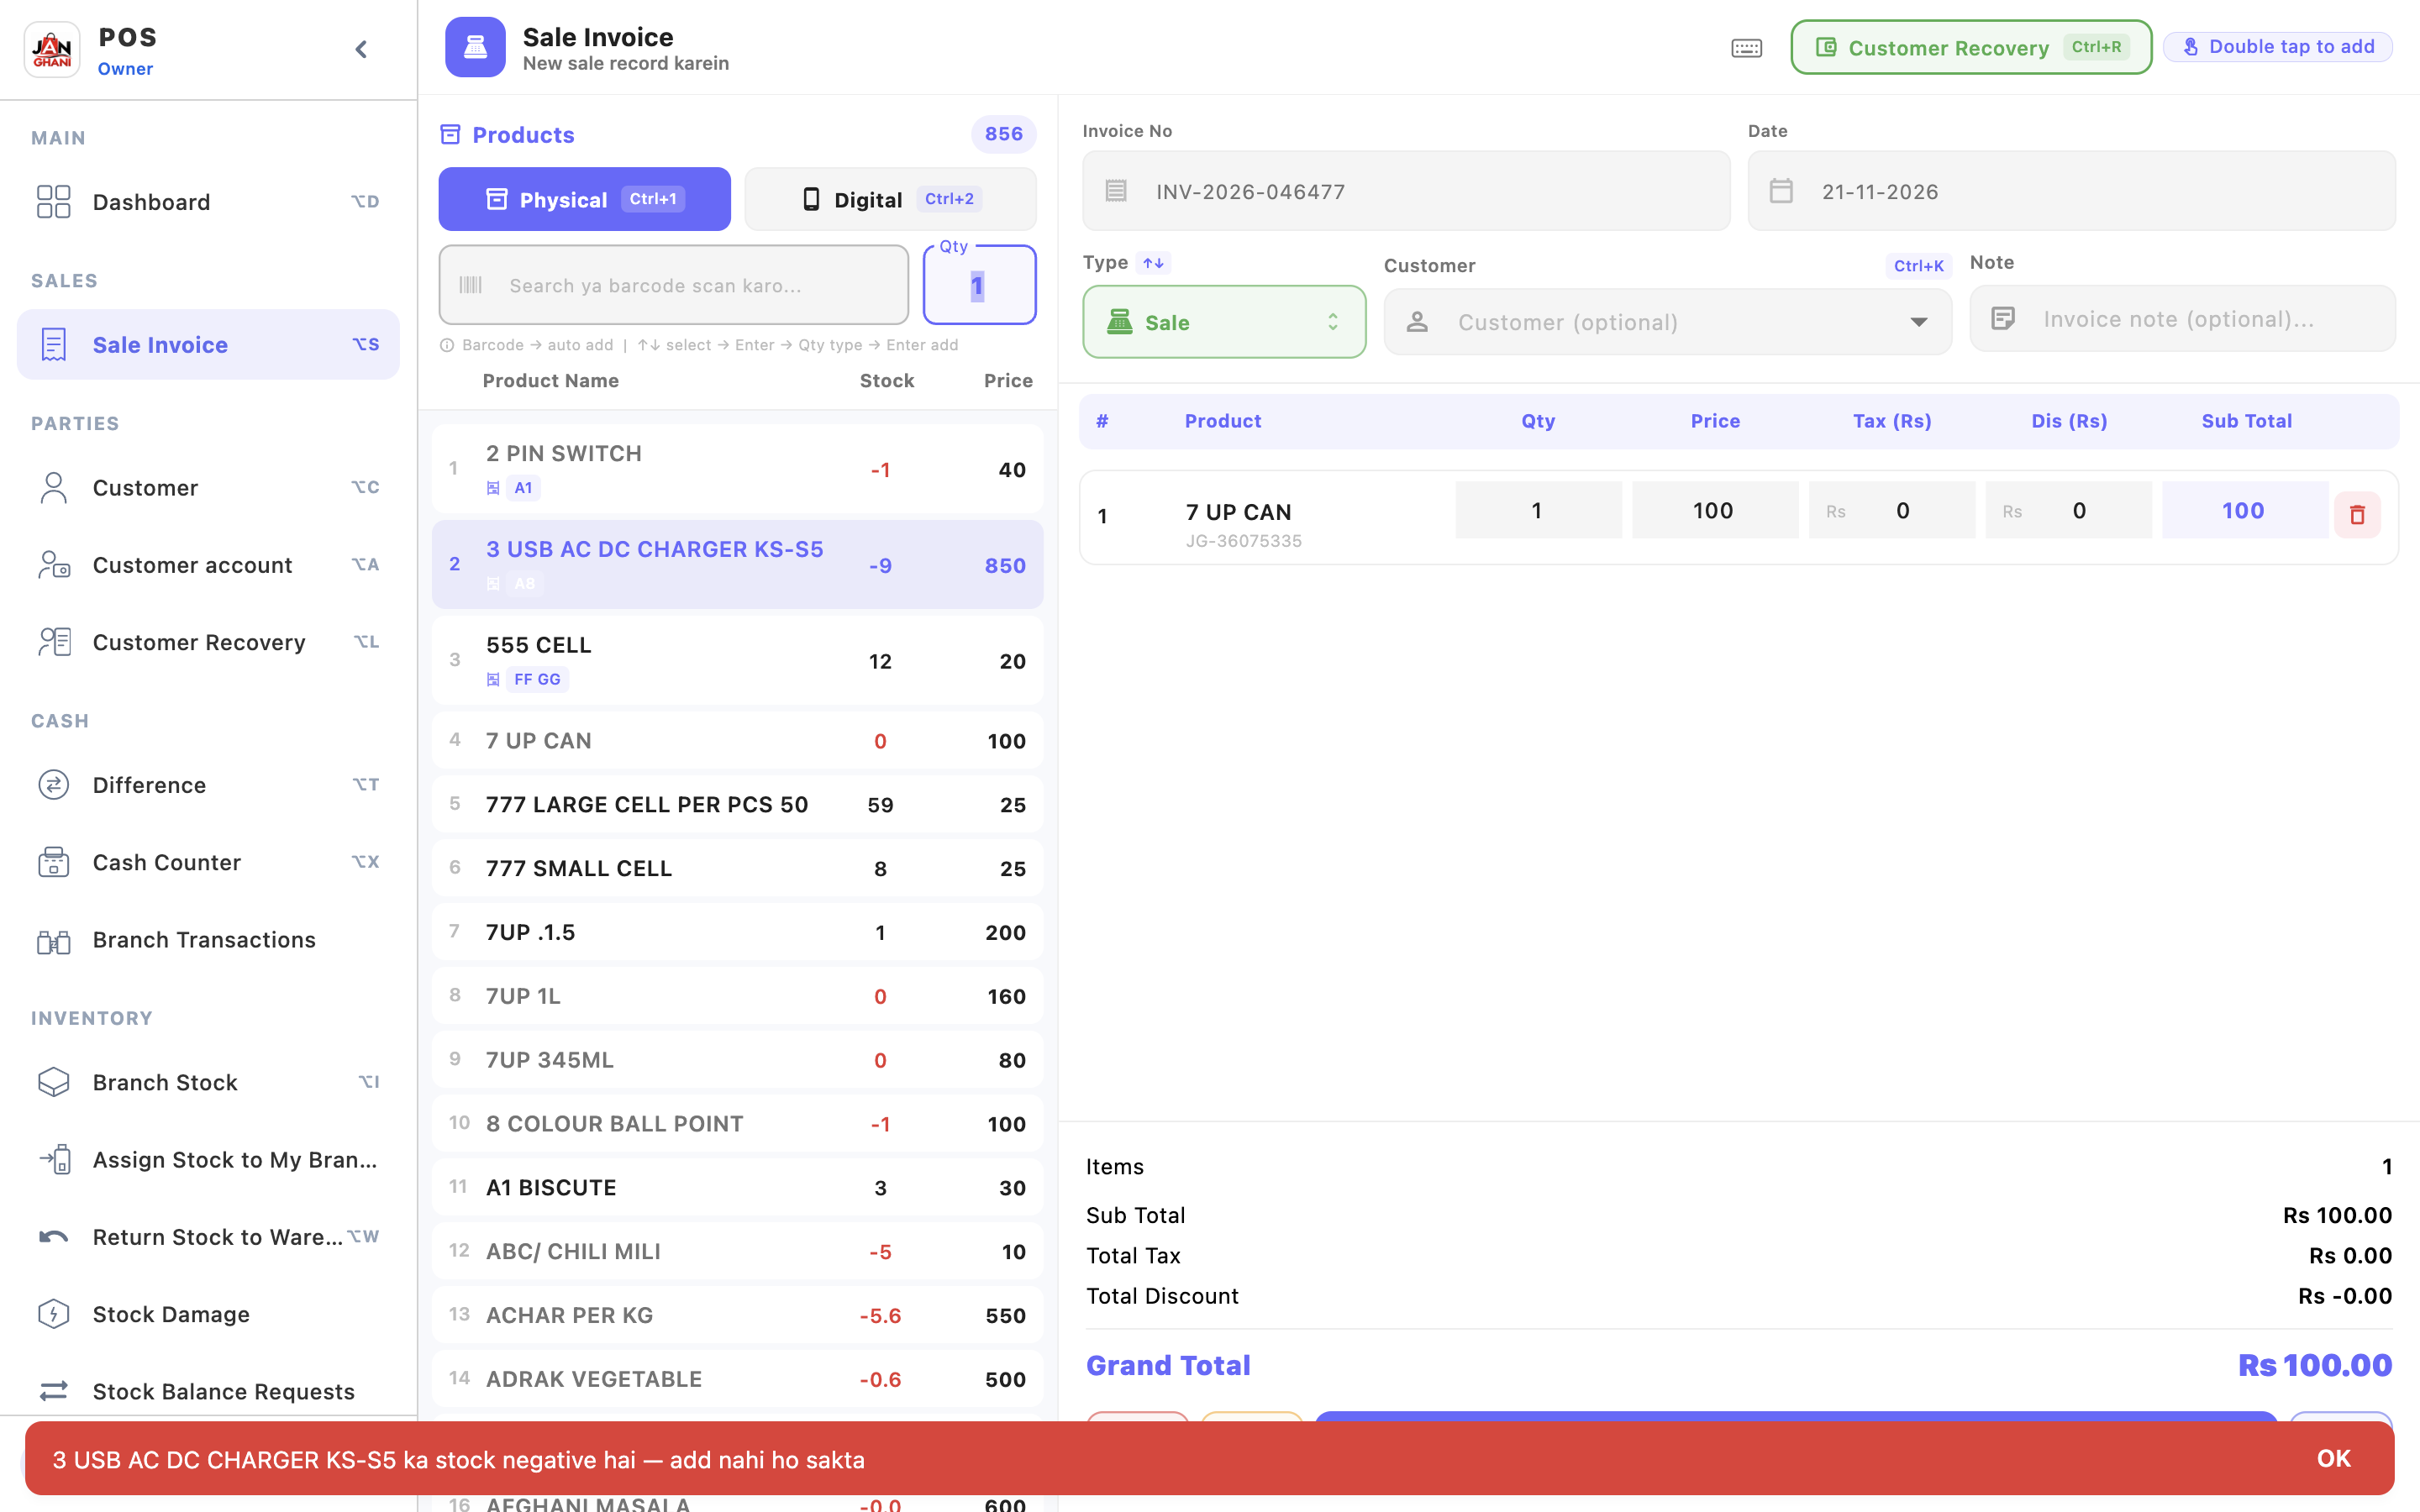 JAN
GHANI
POS
Owner
MAIN
Dashboard ⌥D
SALES
Sale Invoice ⌥S
PARTIES
Customer ⌥C
Customer account ⌥A
Customer Recovery ⌥L
CASH
Difference ⌥T
Cash Counter ⌥X
Branch Transactions
INVENTORY
Branch Stock ⌥I
Assign Stock to My Bran...
Return Stock to Ware... ⌥W
Stock Damage
Stock Balance Requests
Sale Invoice
New sale record karein
Customer Recovery Ctrl+R
Double tap to add
Products 856
Physical Ctrl+1
Digital Ctrl+2
Search ya barcode scan karo...
Qty
1
Barcode → auto add | ↑↓ select → Enter → Qty type → Enter add
Product Name Stock Price
1 2 PIN SWITCH -1 40
A1
2 3 USB AC DC CHARGER KS-S5 -9 850
A8
3 555 CELL 12 20
FF GG
4 7 UP CAN 0 100
5 777 LARGE CELL PER PCS 50 59 25
6 777 SMALL CELL 8 25
7 7UP .1.5 1 200
8 7UP 1L 0 160
9 7UP 345ML 0 80
10 8 COLOUR BALL POINT -1 100
11 A1 BISCUTE 3 30
12 ABC/ CHILI MILI -5 10
13 ACHAR PER KG -5.6 550
14 ADRAK VEGETABLE -0.6 500
16 AFGHANI MASALA -0.0 600
Invoice No
INV-2026-046477
Date
21-11-2026
Type ↑↓
Sale
Customer Ctrl+K
Customer (optional)
Note
Invoice note (optional)...
# Product Qty Price Tax (Rs) Dis (Rs) Sub Total
1 7 UP CAN 1 100 Rs 0 Rs 0 100
JG-36075335
Items 1
Sub Total Rs 100.00
Total Tax Rs 0.00
Total Discount Rs -0.00
Grand Total Rs 100.00
3 USB AC DC CHARGER KS-S5 ka stock negative hai — add nahi ho sakta OK